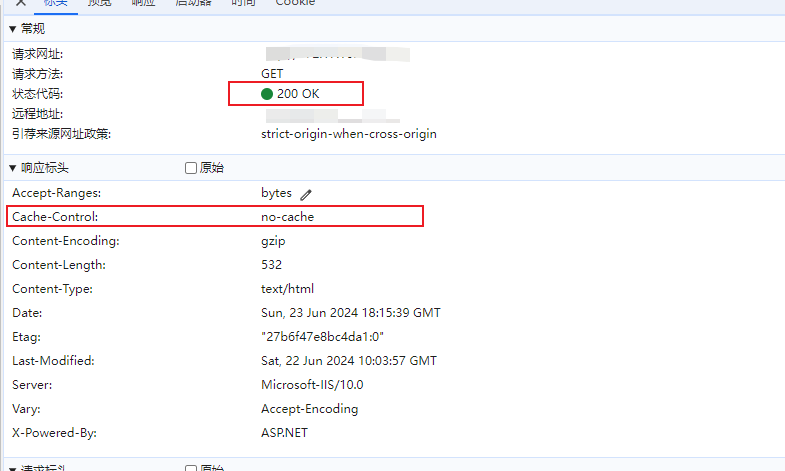 标头 预览 响应 启动器 时间 Cookie
常规
请求网址:
请求方法: GET
状态代码: 200 OK
远程地址:
引荐来源网址政策: strict-origin-when-cross-origin
响应标头 原始
Accept-Ranges: bytes
Cache-Control: no-cache
Content-Encoding: gzip
Content-Length: 532
Content-Type: text/html
Date: Sun, 23 Jun 2024 18:15:39 GMT
Etag: "27b6f47e8bc4da1:0"
Last-Modified: Sat, 22 Jun 2024 10:03:57 GMT
Server: Microsoft-IIS/10.0
Vary: Accept-Encoding
X-Powered-By: ASP.NET
请求标头 原始